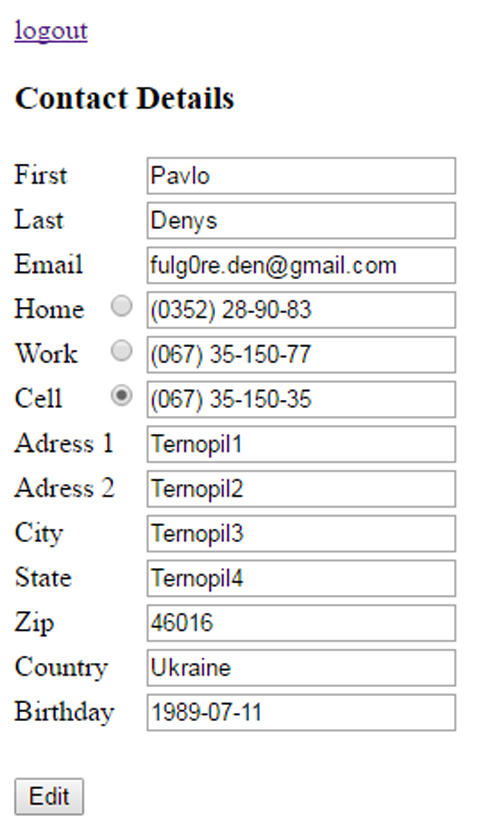 logout
Contact Details
First Pavlo
Last Denys
Email fulg0re.den@gmail.com
Home (0352) 28-90-83
Work (067) 35-150-77
Cell (067) 35-150-35
Adress 1 Ternopil1
Adress 2 Ternopil2
City Ternopil3
State Ternopil4
Zip 46016
Country Ukraine
Birthday 1989-07-11
Edit